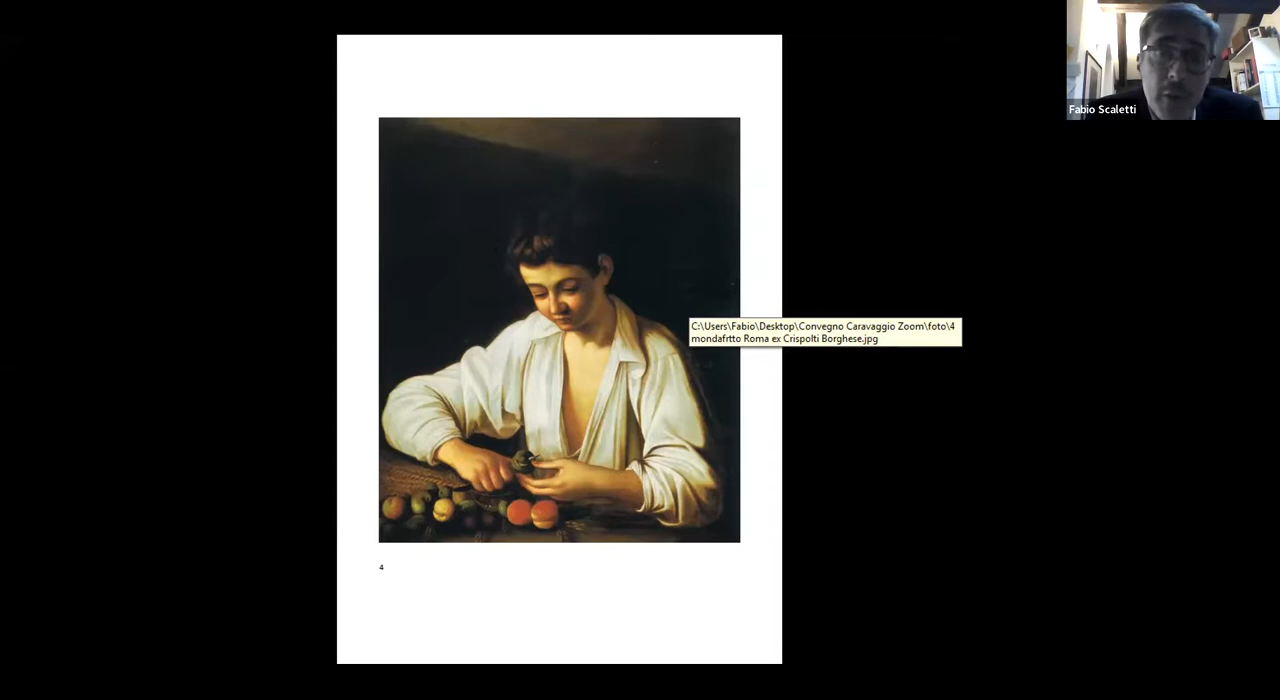 Fabio Scaletti
C:\Users\Fabio\Desktop\Convegno Caravaggio Zoom\foto\4
mondafrtto Roma ex Crispolti Borghese.jpg
4